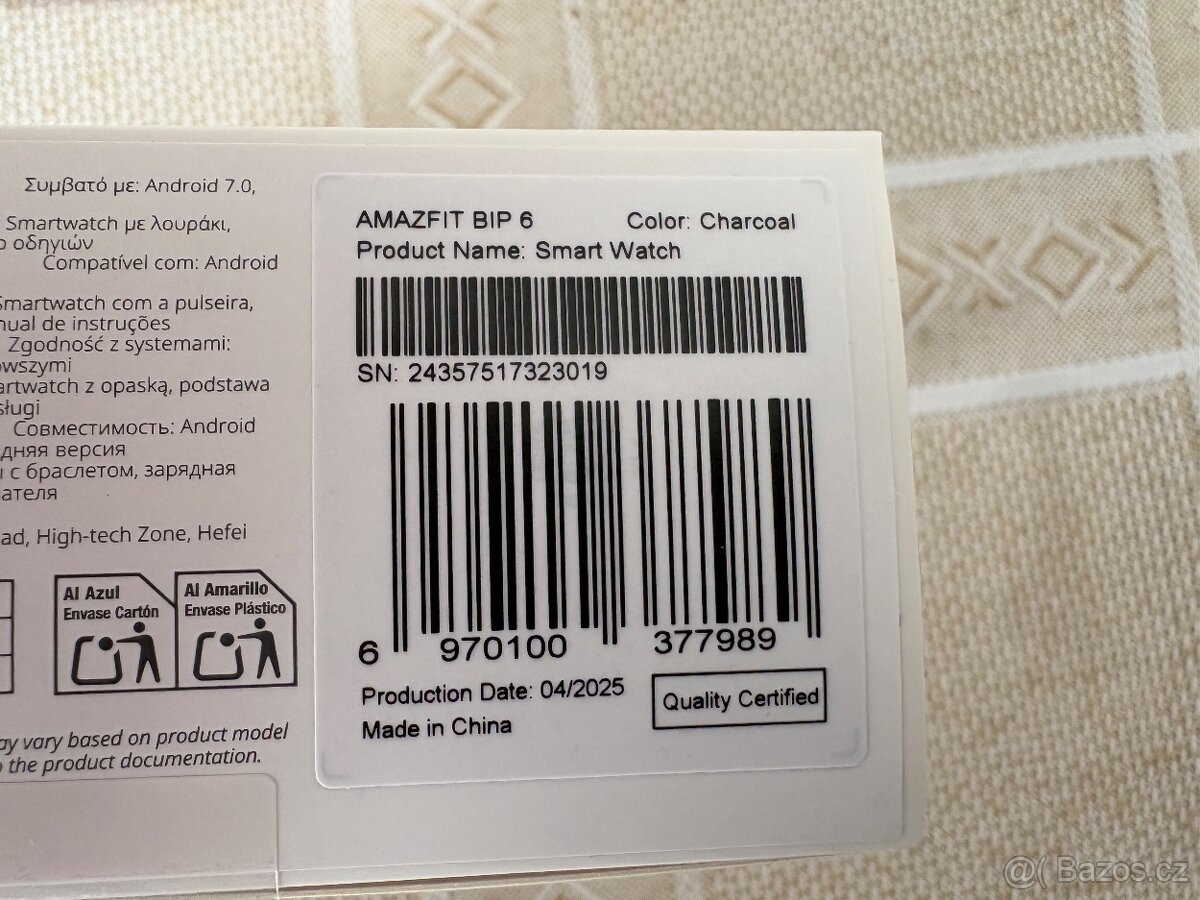 Συμβατό με: Android 7.0,
Smartwatch με λουράκι,
οδηγιών
Compatível com: Android
Smartwatch com a pulseira,
nual de instruções
Zgodność z systemami:
wszymi
artwatch z opaską, podstawa
sługi
Совместимость: Android
дняя версия
ы с браслетом, зарядная
ателя
ad, High-tech Zone, Hefei
Al Azul
Envase Cartón
Al Amarillo
Envase Plástico
ay vary based on product model
the product documentation.
AMAZFIT BIP 6 Color: Charcoal
Product Name: Smart Watch
SN: 24357517323019
6 970100 377989
Production Date: 04/2025
Quality Certified
Made in China
@( Bazos.cz